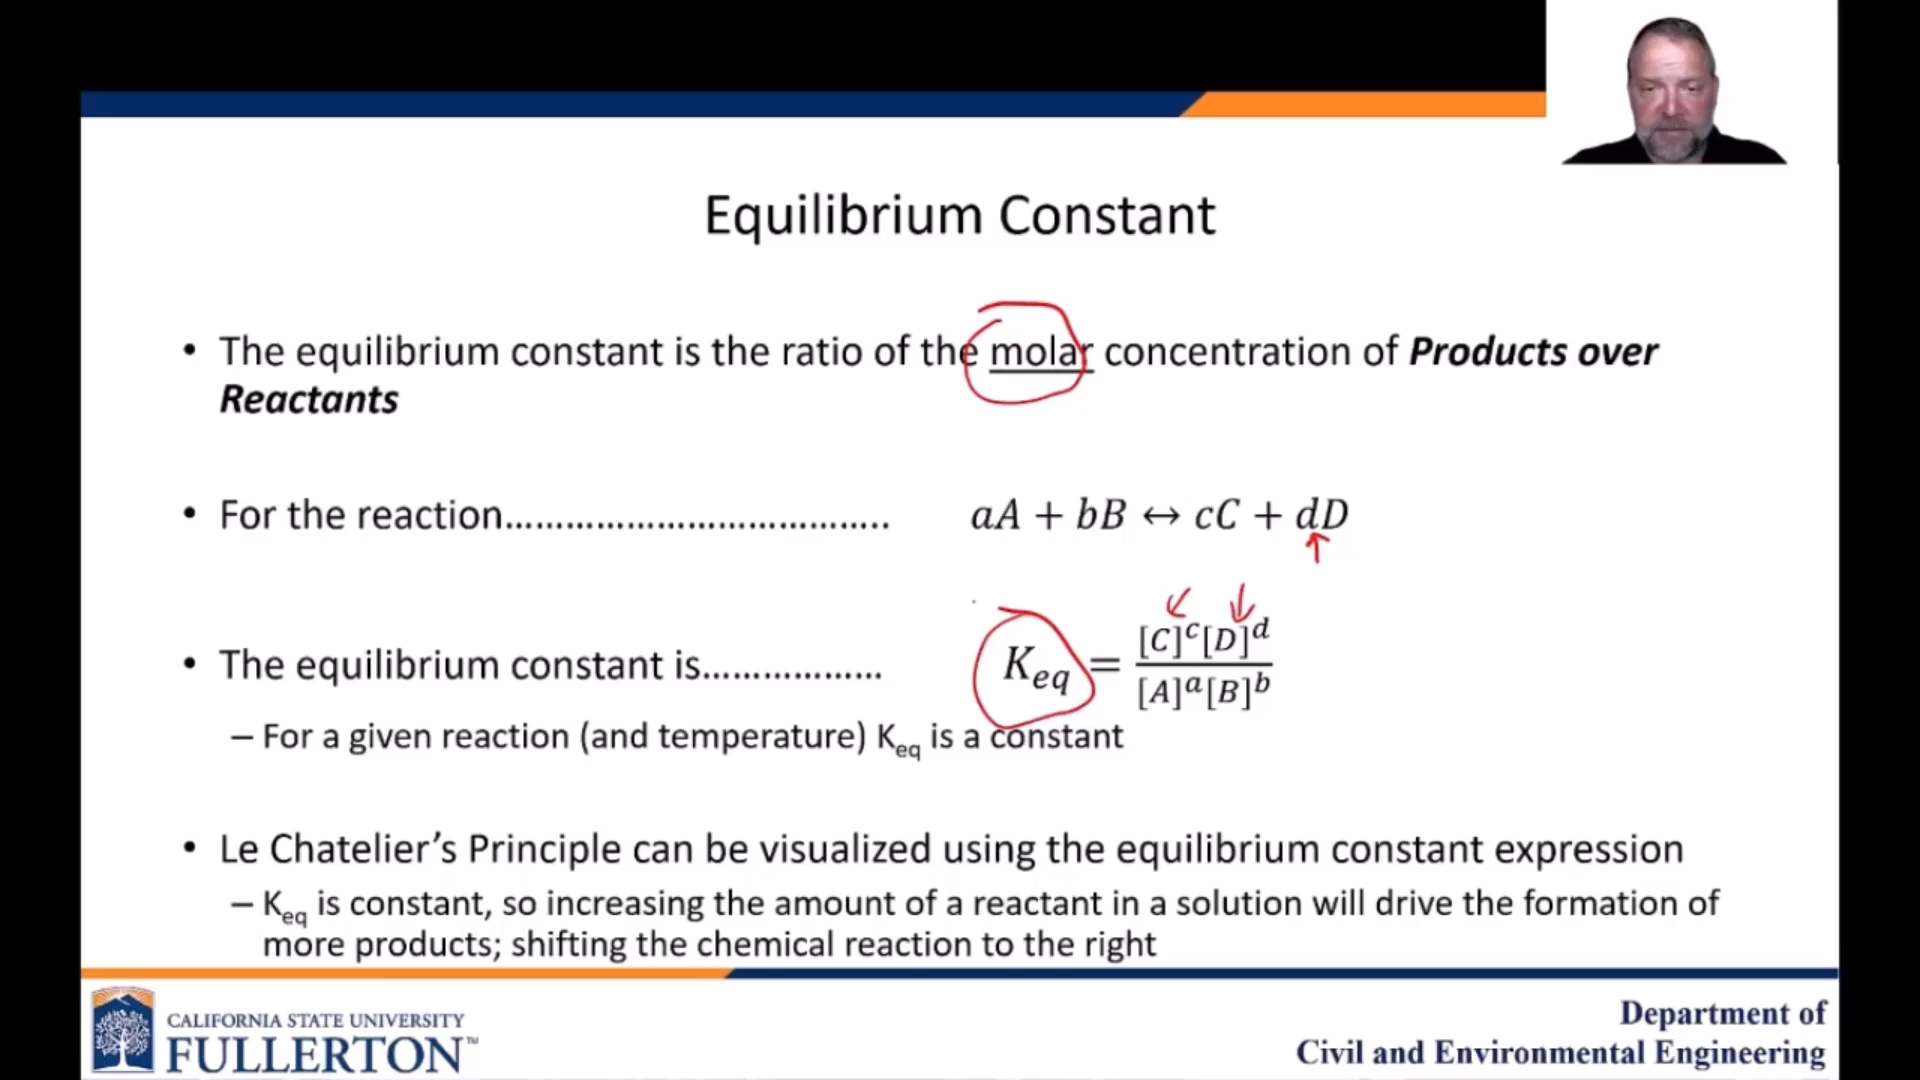 Equilibrium Constant
• The equilibrium constant is the ratio of the molar concentration of Products over
Reactants
• For the reaction…………………………………. aA + bB ↔ cC + dD
• The equilibrium constant is……………… K_eq = [C]^c[D]^d / [A]^a[B]^b
– For a given reaction (and temperature) K_eq is a constant
• Le Chatelier’s Principle can be visualized using the equilibrium constant expression
– K_eq is constant, so increasing the amount of a reactant in a solution will drive the formation of
more products; shifting the chemical reaction to the right
CALIFORNIA STATE UNIVERSITY
FULLERTON™
Department of
Civil and Environmental Engineering